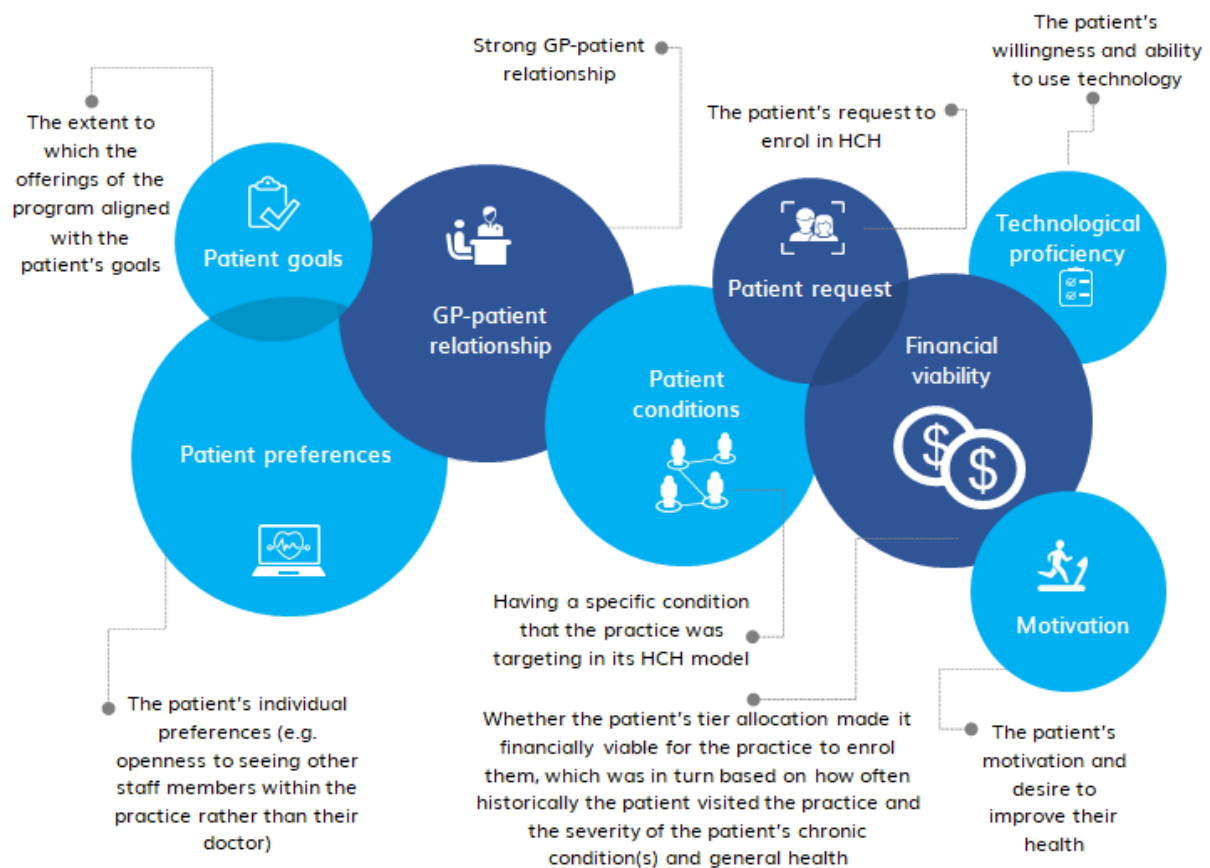 Strong GP-patient
relationship
The patient's
willingness and ability
to use technology
The extent to
which the
offerings of the
program aligned
with the
patient's goals
The patient's request to
enrol in HCH
Patient goals
Technological
proficiency
Patient request
GP-patient
relationship
Financial
viability
Patient
conditions
Patient preferences
$
$
Motivation
Having a specific condition
that the practice was
targeting in its HCH model
The patient's individual
preferences (e.g.
openness to seeing other
staff members within the
practice rather than their
doctor)
Whether the patient's tier allocation made it
financially viable for the practice to enrol
them, which was in turn based on how often
historically the patient visited the practice and
the severity of the patient's chronic
condition(s) and general health
The patient's
motivation and
desire to
improve their
health